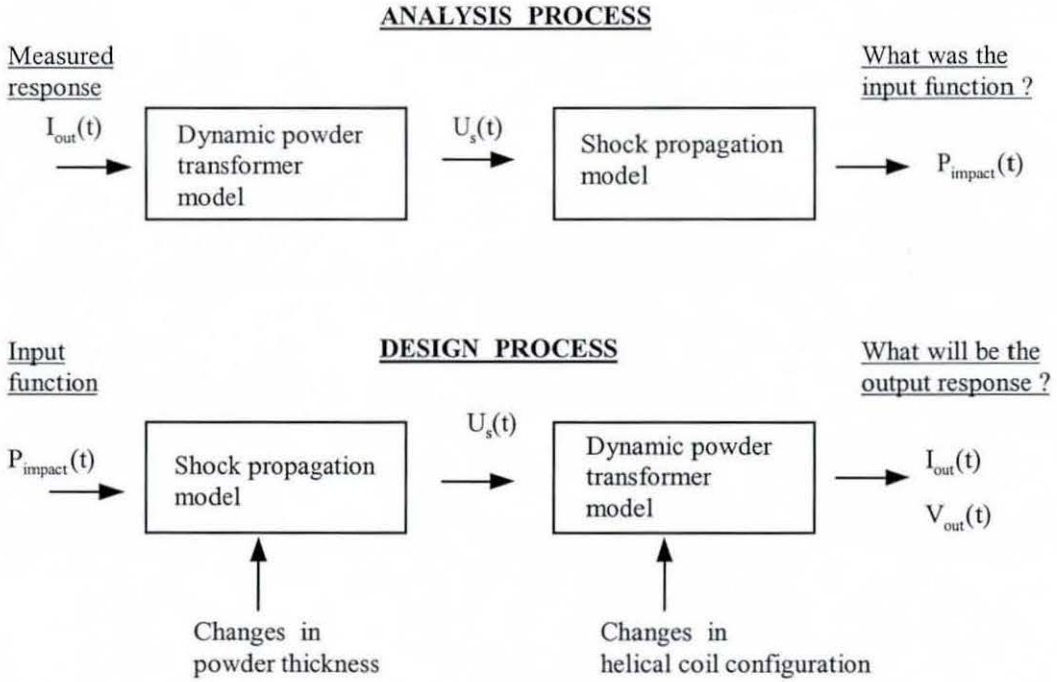 ANALYSIS PROCESS
Measured
response
I_out(t)
Dynamic powder
transformer
model
U_s(t)
Shock propagation
model
What was the
input function ?
P_impact(t)
DESIGN PROCESS
Input
function
P_impact(t)
Shock propagation
model
U_s(t)
Dynamic powder
transformer
model
What will be the
output response ?
I_out(t)
V_out(t)
Changes in
powder thickness
Changes in
helical coil configuration